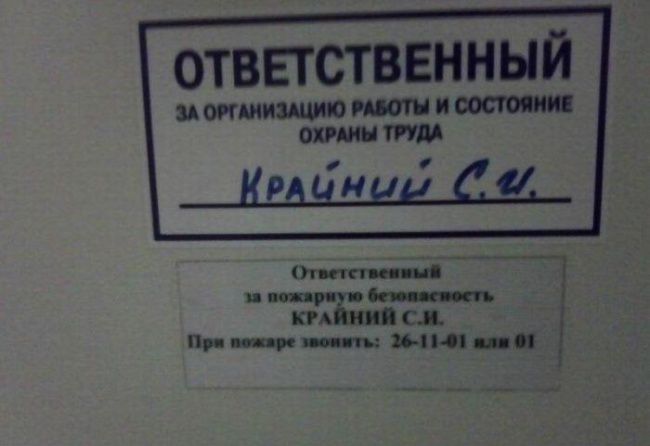 ОТВЕТСТВЕННЫЙ
ЗА ОРГАНИЗАЦИЮ РАБОТЫ И СОСТОЯНИЕ
ОХРАНЫ ТРУДА
КРАЙНИЙ С.И.
Ответственный
за пожарную безопасность
КРАЙНИЙ С.И.
При пожаре звонить: 26-11-01 или 01